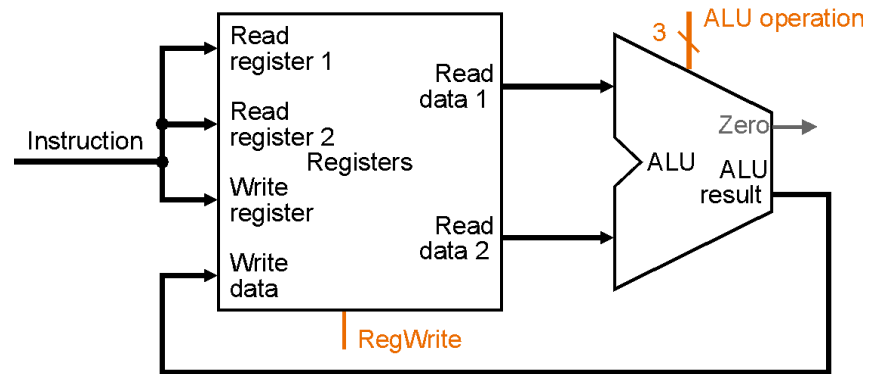 ALU operation
3
Read
register 1
Read
data 1
Read
register 2
Zero
Instruction
Registers
ALU
ALU
result
Write
register
Read
data 2
Write
data
RegWrite